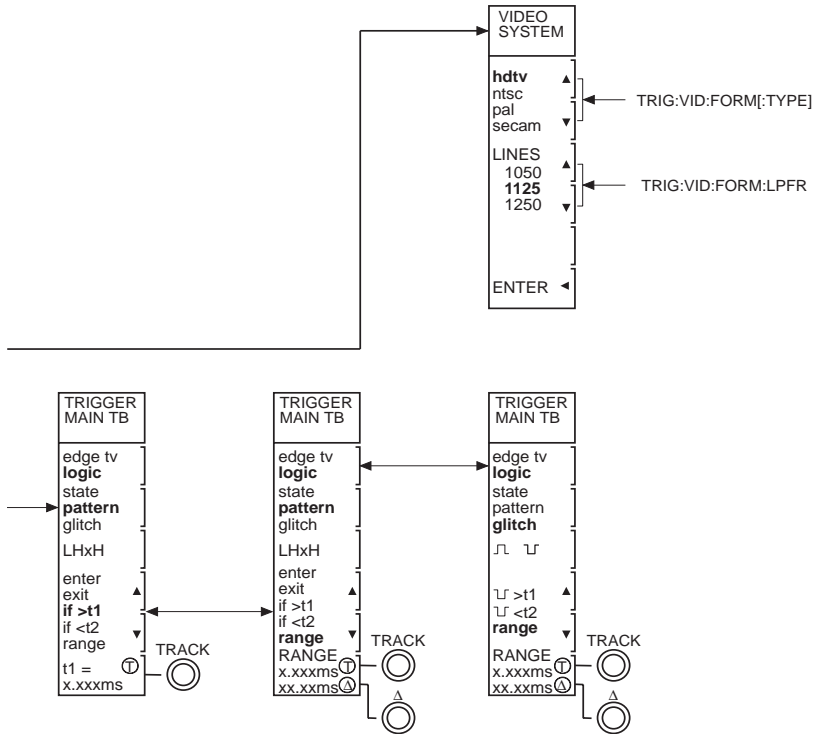 VIDEO
SYSTEM
hdtv
ntsc
pal
secam
TRIG:VID:FORM[:TYPE]
LINES
1050
1125
1250
TRIG:VID:FORM:LPFR
ENTER
TRIGGER
MAIN TB
edge tv
logic
state
pattern
glitch
LHxH
enter
exit
if >t1
if <t2
range
t1 =
x.xxxms
T
TRACK
TRIGGER
MAIN TB
edge tv
logic
state
pattern
glitch
LHxH
enter
exit
if >t1
if <t2
range
RANGE
x.xxxms T
xx.xxms Δ
TRACK
Δ
TRIGGER
MAIN TB
edge tv
logic
state
pattern
glitch
>t1
<t2
range
RANGE
x.xxxms T
xx.xxms Δ
TRACK
Δ